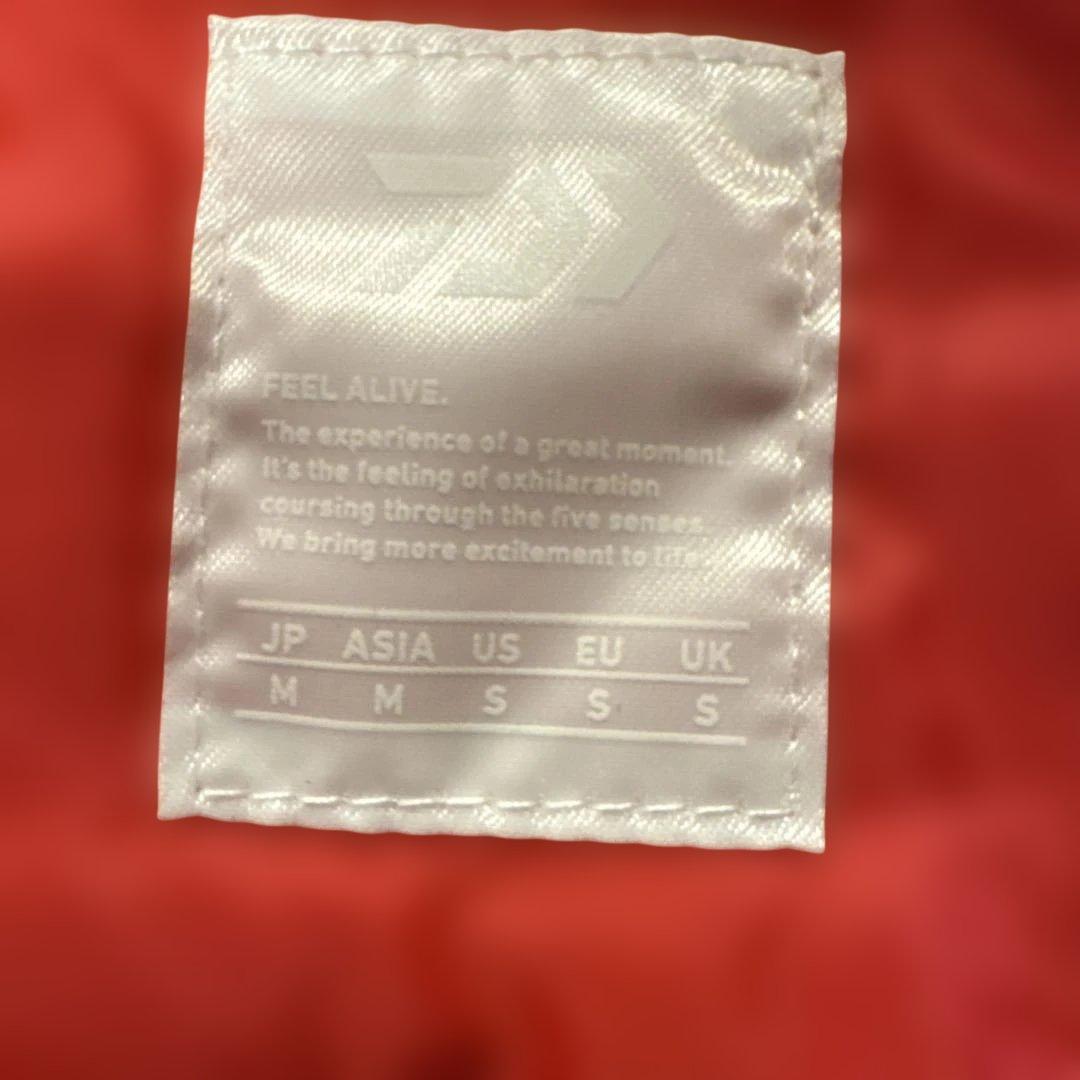 FEEL ALIVE.
The experience of a great moment.
It's the feeling of exhilaration
coursing through the five senses.
We bring more excitement to life.
JP ASIA US EU UK
M M S S S